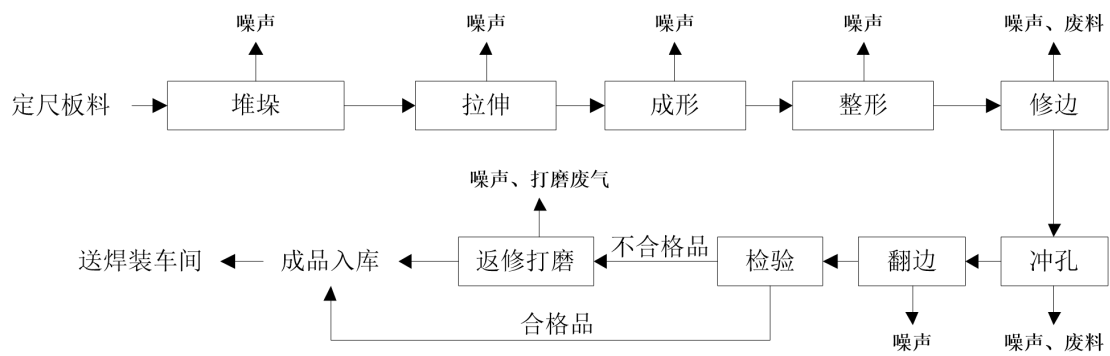 噪声
噪声
噪声
噪声
噪声、废料
定尺板料
堆垛
拉伸
成形
整形
修边
噪声、打磨废气
送焊装车间
成品入库
返修打磨
不合格品
检验
翻边
冲孔
合格品
噪声
噪声、废料